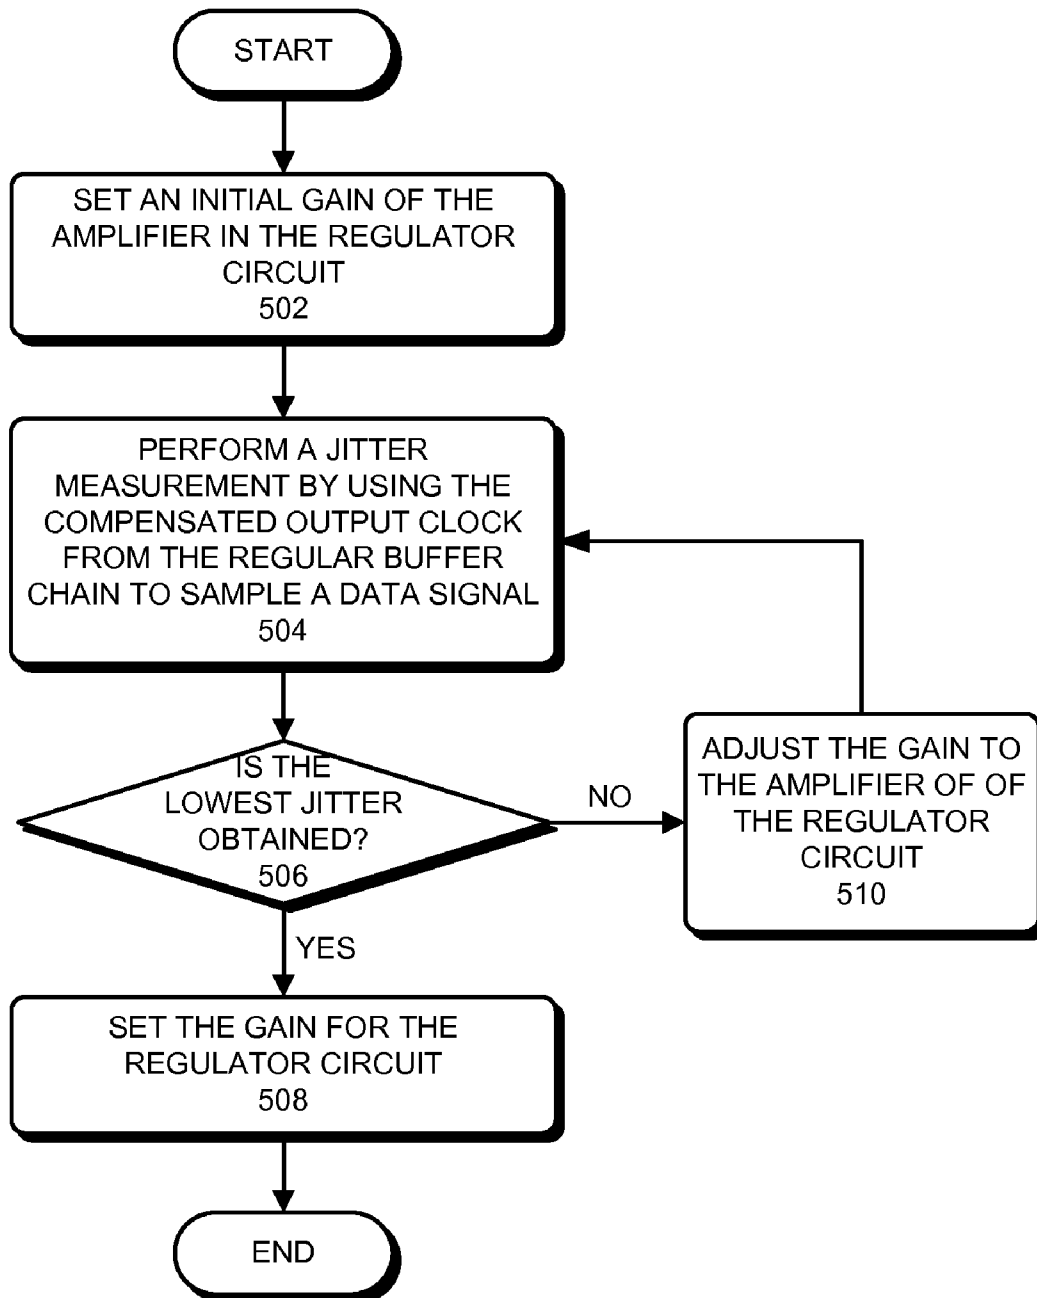 START
SET AN INITIAL GAIN OF THE
AMPLIFIER IN THE REGULATOR
CIRCUIT
502
PERFORM A JITTER
MEASUREMENT BY USING THE
COMPENSATED OUTPUT CLOCK
FROM THE REGULAR BUFFER
CHAIN TO SAMPLE A DATA SIGNAL
504
IS THE
LOWEST JITTER
OBTAINED?
506
NO
ADJUST THE GAIN TO
THE AMPLIFIER OF OF
THE REGULATOR
CIRCUIT
510
YES
SET THE GAIN FOR THE
REGULATOR CIRCUIT
508
END